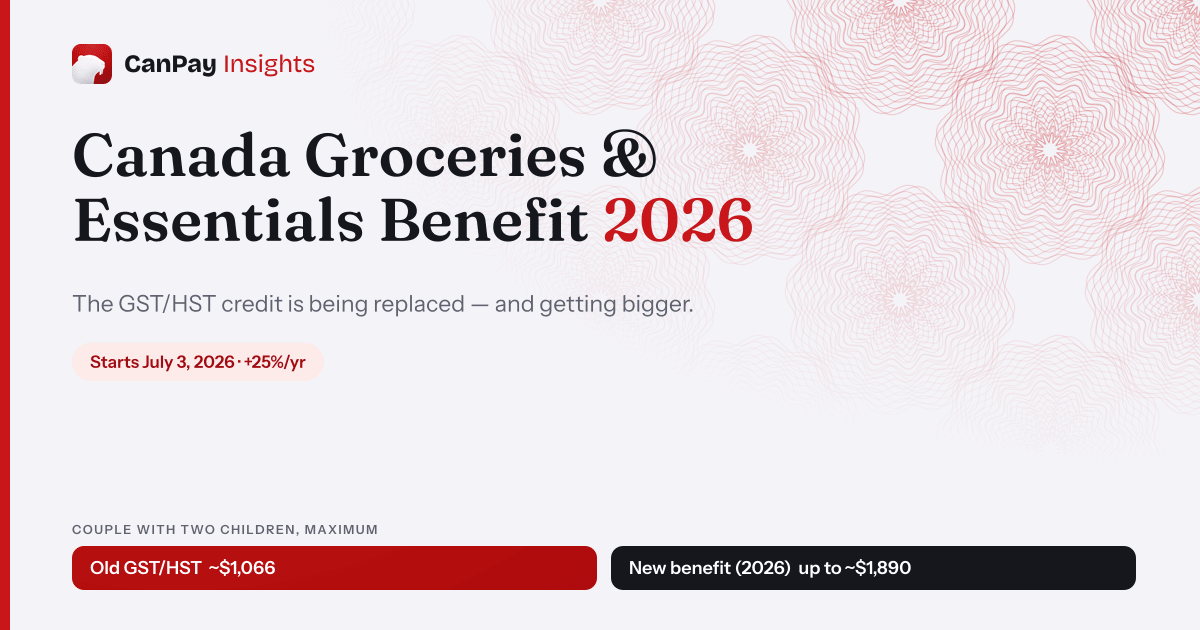 CanPay Insights
Canada Groceries &
Essentials Benefit 2026
The GST/HST credit is being replaced — and getting bigger.
Starts July 3, 2026 · +25%/yr
COUPLE WITH TWO CHILDREN, MAXIMUM
Old GST/HST ~$1,066
New benefit (2026) up to ~$1,890